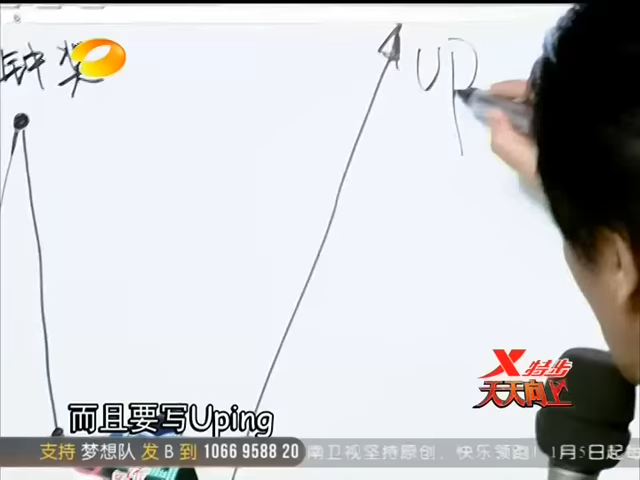 UP
X特步
天天向上
而且要写Uping
支持 梦想队 发 B 到 1066 9588 20
南卫视坚持原创，快乐领跑！1月5日起每